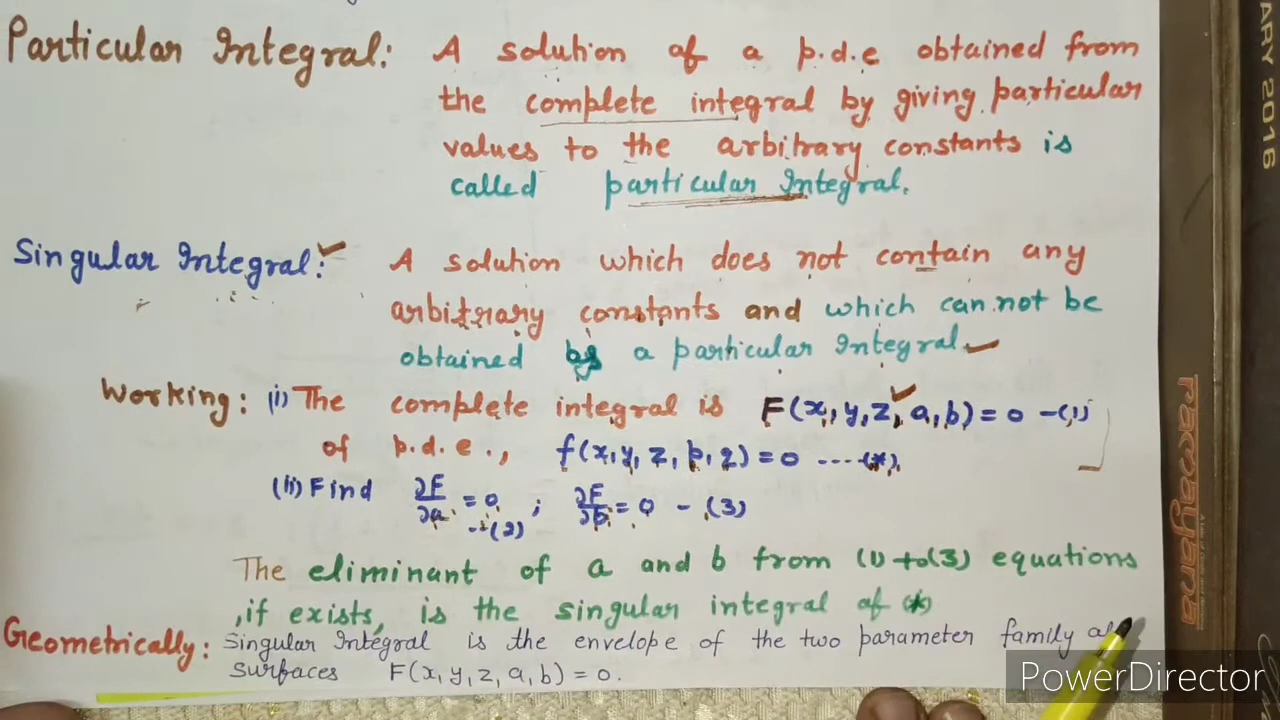 Particular Integral: A solution of a p.d.e obtained from
the complete integral by giving particular
values to the arbitrary constants is
called particular Integral.
Singular Integral: A solution which does not contain any
arbitrary constants and which can not be
obtained by a particular Integral.
Working: (i) The complete integral is F(x, y, z, a, b) = 0 -(1)
of p.d.e., f(x, y, z, p, q) = 0 ....(*)
(ii) Find ∂F/∂a = 0 --(2) ; ∂F/∂b = 0 - (3)
The eliminant of a and b from (1) to (3) equations
, if exists, is the singular integral of (*)
Geometrically: Singular Integral is the envelope of the two parameter family of
surfaces F(x, y, z, a, b) = 0.
PowerDirector
ARY 2016
Ramayana